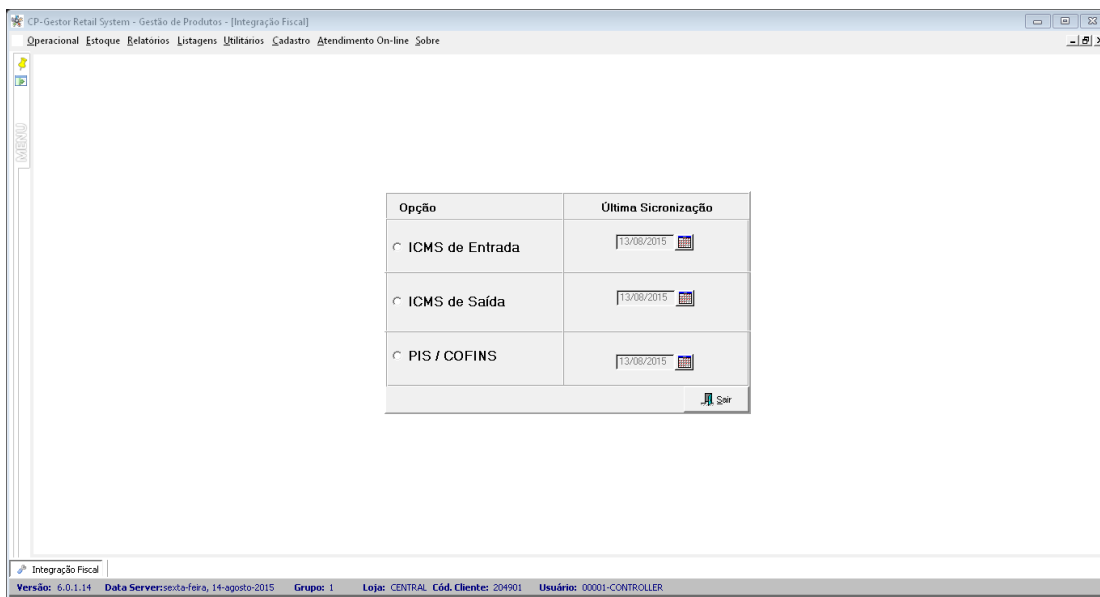 CP-Gestor Retail System - Gestão de Produtos - [Integração Fiscal]
Operacional Estoque Relatórios Listagens Utilitários Cadastro Atendimento On-line Sobre
MENU
Opção Última Sicronização
ICMS de Entrada 13/08/2015
ICMS de Saída 13/08/2015
PIS / COFINS 13/08/2015
Sair
Integração Fiscal
Versão: 6.0.1.14 Data Server:sexta-feira, 14-agosto-2015 Grupo: 1 Loja: CENTRAL Cód. Cliente: 204901 Usuário: 00001-CONTROLLER